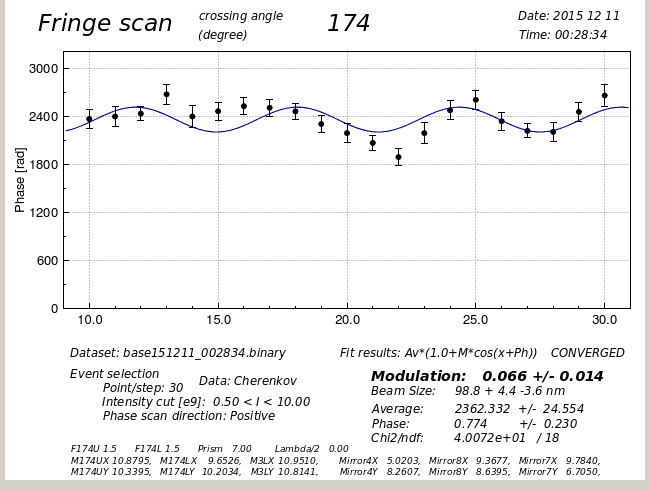 Fringe scan crossing angle (degree) 174 Date: 2015 12 11
Time: 00:28:34
3000
2400
1800
1200
600
0
Phase [rad]
10.0 15.0 20.0 25.0 30.0
Dataset: base151211_002834.binary Fit results: Av*(1.0+M*cos(x+Ph)) CONVERGED
Event selection
Point/step: 30 Data: Cherenkov
Intensity cut [e9]: 0.50 < I < 10.00
Phase scan direction: Positive
Modulation: 0.066 +/- 0.014
Beam Size: 98.8 + 4.4 -3.6 nm
Average: 2362.332 +/- 24.554
Phase: 0.774 +/- 0.230
Chi2/ndf: 4.0072e+01 / 18
F174U 1.5 F174L 1.5 Prism 7.00 Lambda/2 0.00
M174UX 10.8795, M174LX 9.6526, M3LX 10.9510, Mirror4X 5.0203, Mirror8X 9.3677, Mirror7X 9.7840,
M174UY 10.3395, M174LY 10.2034, M3LY 10.8141, Mirror4Y 8.2607, Mirror8Y 8.6395, Mirror7Y 6.7050,